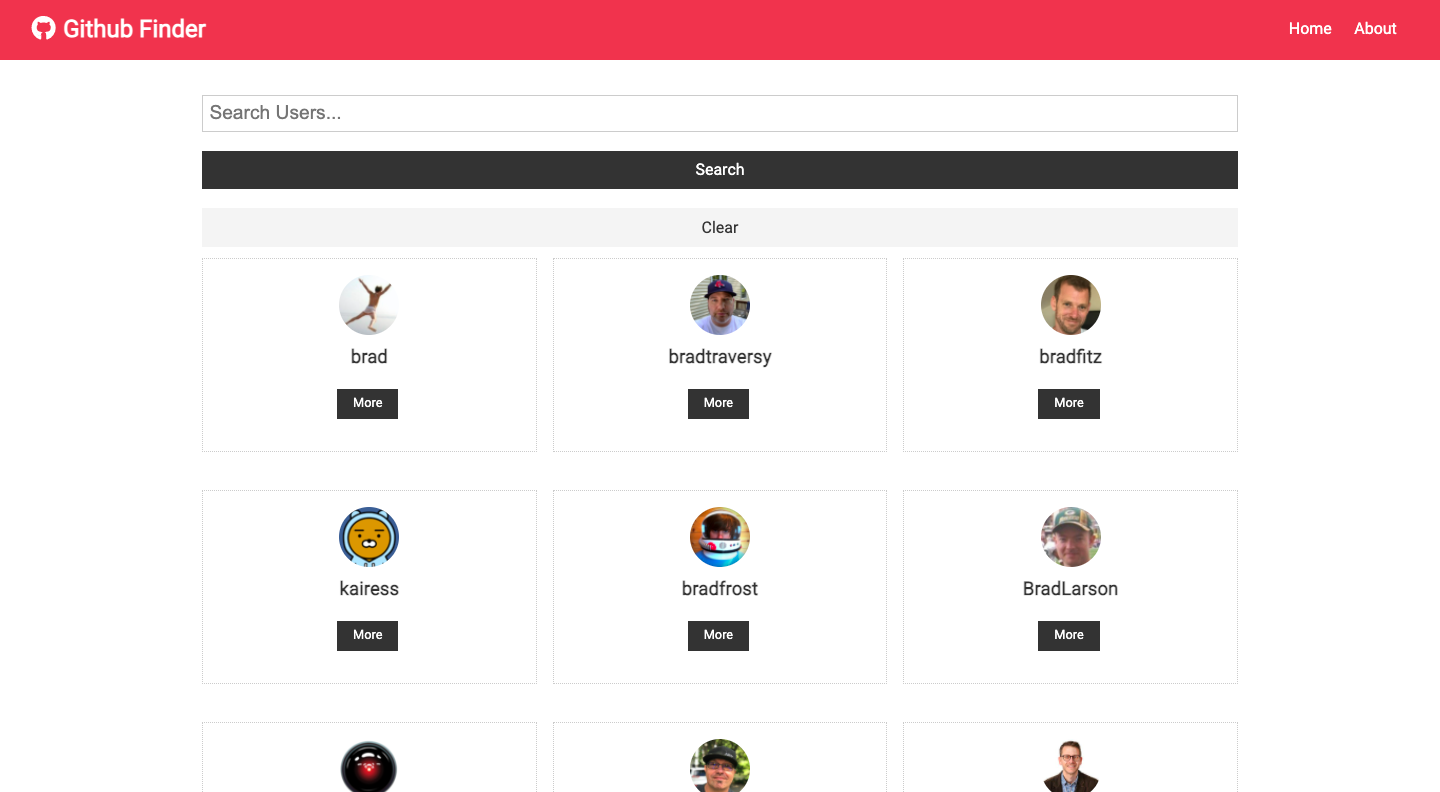 Github Finder
Home About
Search Users...
Search
Clear
brad bradtraversy bradfitz
More More More
kairess bradfrost BradLarson
More More More